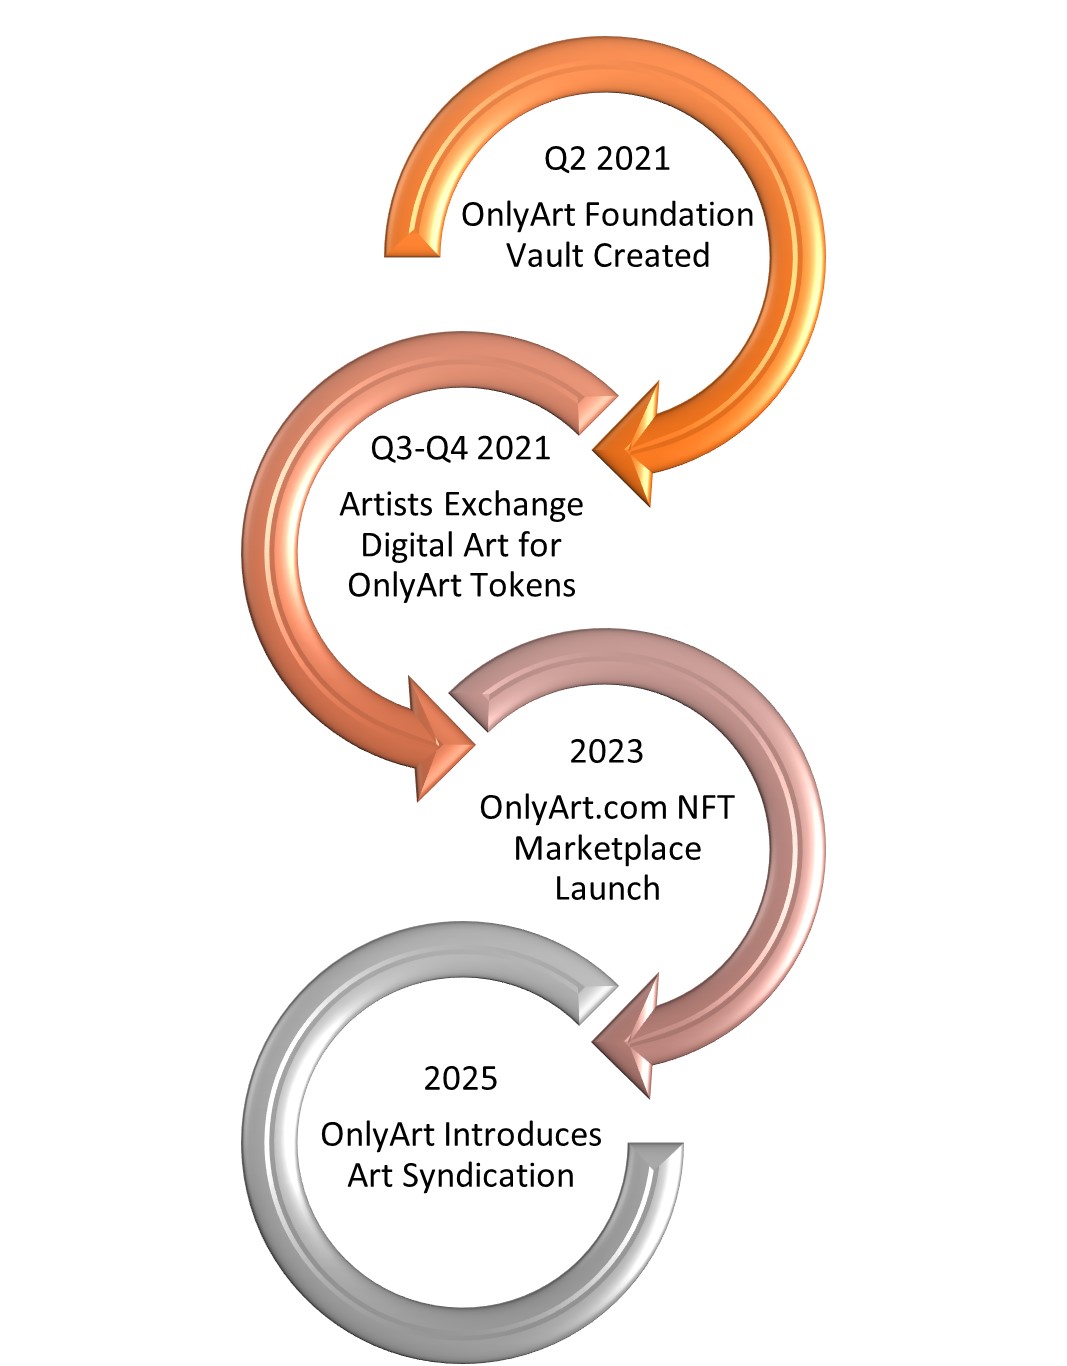 Q2 2021
OnlyArt Foundation
Vault Created
Q3-Q4 2021
Artists Exchange
Digital Art for
OnlyArt Tokens
2023
OnlyArt.com NFT
Marketplace
Launch
2025
OnlyArt Introduces
Art Syndication